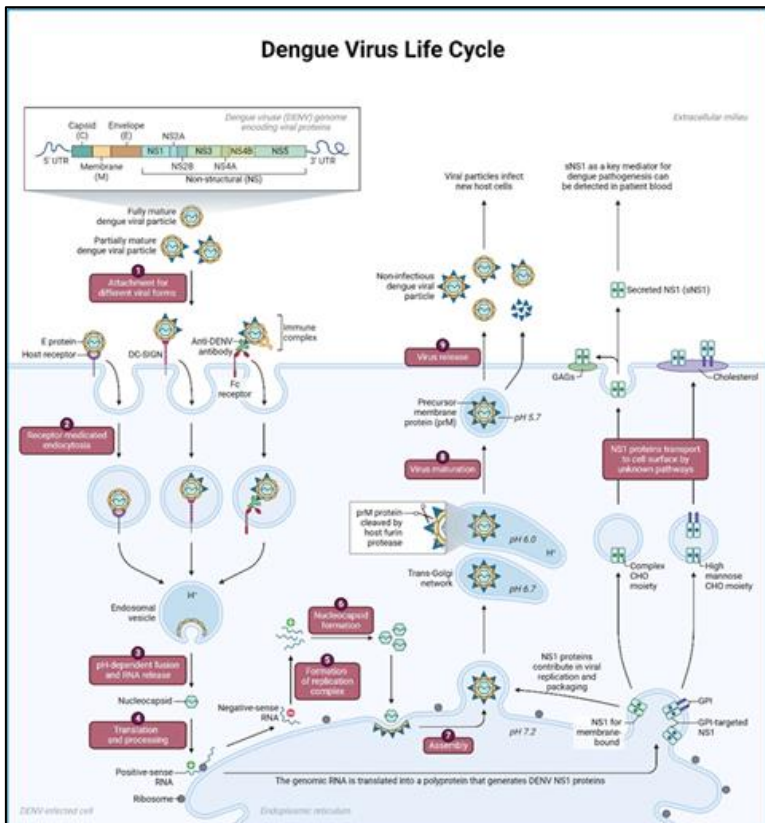 Dengue Virus Life Cycle
Dengue viruse (DENV) genome
encoding viral proteins
Extracellular milieu
Capsid
(C)
Envelope
(E)
NS2A
5' UTR
NS1
NS3
NS4B
NS5
3' UTR
Membrane
(M)
NS2B
NS4A
Non-structural (NS)
Fully mature
dengue viral particle
Partially mature
dengue viral particle
1
Attachment for
different viral forms
E protein
Host receptor
DC-SIGN
Anti-DENV
antibody
Fc
receptor
Immune
complex
2
Receptor-mediated
endocytosis
H⁺
Endosomal
vesicle
3
pH-dependent fusion
and RNA release
Nucleocapsid
4
Translation
and processing
Positive-sense
RNA
Ribosome
Negative-sense
RNA
5
Formation
of replication
complex
6
Nucleocapsid
formation
7
Assembly
The genomic RNA is translated into a polyprotein that generates DENV NS1 proteins
pH 7.2
Trans-Golgi
network
pH 6.7
pH 6.0
H⁺
prM protein
cleaved by
host furin
protease
8
Virus maturation
Precursor
membrane
protein (prM)
pH 5.7
9
Virus release
Non-infectious
dengue viral
particle
Viral particles infect
new host cells
sNS1 as a key mediator for
dengue pathogenesis can
be detected in patient blood
Secreted NS1 (sNS1)
GAGs
Cholesterol
NS1 proteins transport
to cell surface by
unknown pathways
Complex
CHO
moiety
High
mannose
CHO moiety
NS1 proteins
contribute in viral
replication and
packaging
NS1 for
membrane-
bound
GPI
GPI-targeted
NS1
DENV-infected cell
Endoplasmic reticulum